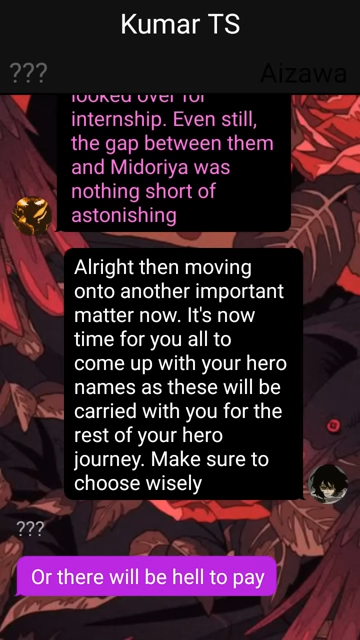 Kumar TS
??? Aizawa
looked over for
internship. Even still,
the gap between them
and Midoriya was
nothing short of
astonishing
Alright then moving
onto another important
matter now. It's now
time for you all to
come up with your hero
names as these will be
carried with you for the
rest of your hero
journey. Make sure to
choose wisely
???
Or there will be hell to pay